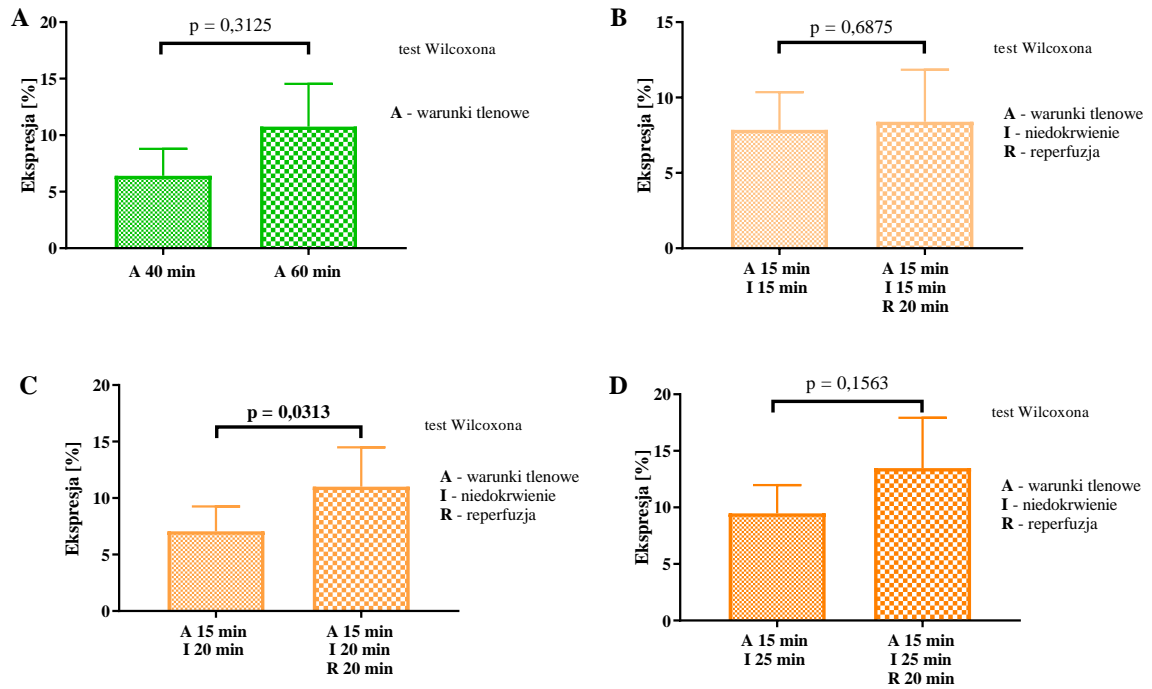 A
p = 0,3125
test Wilcoxona
A - warunki tlenowe
Ekspresja [%]
20
15
10
5
0
A 40 min
A 60 min
B
p = 0,6875
test Wilcoxona
A - warunki tlenowe
I - niedokrwienie
R - reperfuzja
Ekspresja [%]
15
10
5
0
A 15 min
I 15 min
A 15 min
I 15 min
R 20 min
C
p = 0,0313
test Wilcoxona
A - warunki tlenowe
I - niedokrwienie
R - reperfuzja
Ekspresja [%]
20
15
10
5
0
A 15 min
I 20 min
A 15 min
I 20 min
R 20 min
D
p = 0,1563
test Wilcoxona
A - warunki tlenowe
I - niedokrwienie
R - reperfuzja
Ekspresja [%]
20
15
10
5
0
A 15 min
I 25 min
A 15 min
I 25 min
R 20 min